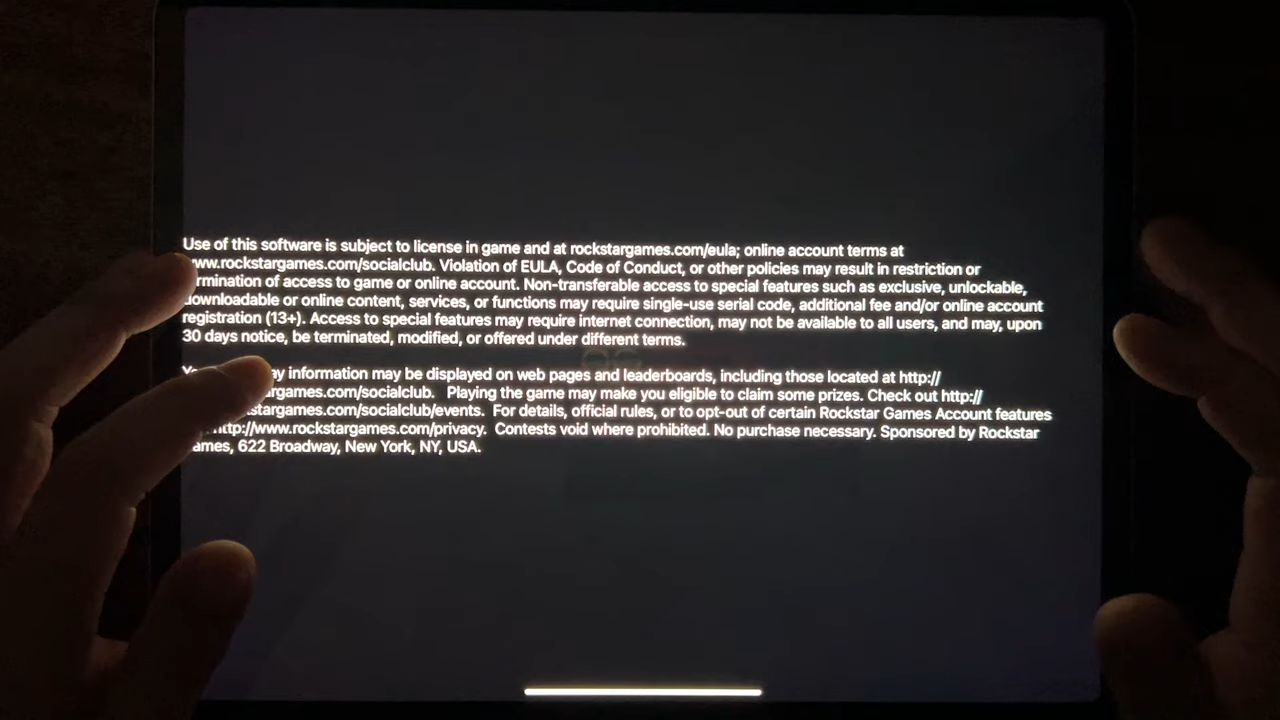 Use of this software is subject to license in game and at rockstargames.com/eula; online account terms at
www.rockstargames.com/socialclub. Violation of EULA, Code of Conduct, or other policies may result in restriction or
rmination of access to game or online account. Non-transferable access to special features such as exclusive, unlockable,
downloadable or online content, services, or functions may require single-use serial code, additional fee and/or online account
registration (13+). Access to special features may require internet connection, may not be available to all users, and may, upon
30 days notice, be terminated, modified, or offered under different terms.
information may be displayed on web pages and leaderboards, including those located at http://
argames.com/socialclub. Playing the game may make you eligible to claim some prizes. Check out http://
stargames.com/socialclub/events. For details, official rules, or to opt-out of certain Rockstar Games Account features
http://www.rockstargames.com/privacy. Contests void where prohibited. No purchase necessary. Sponsored by Rockstar
ames, 622 Broadway, New York, NY, USA.